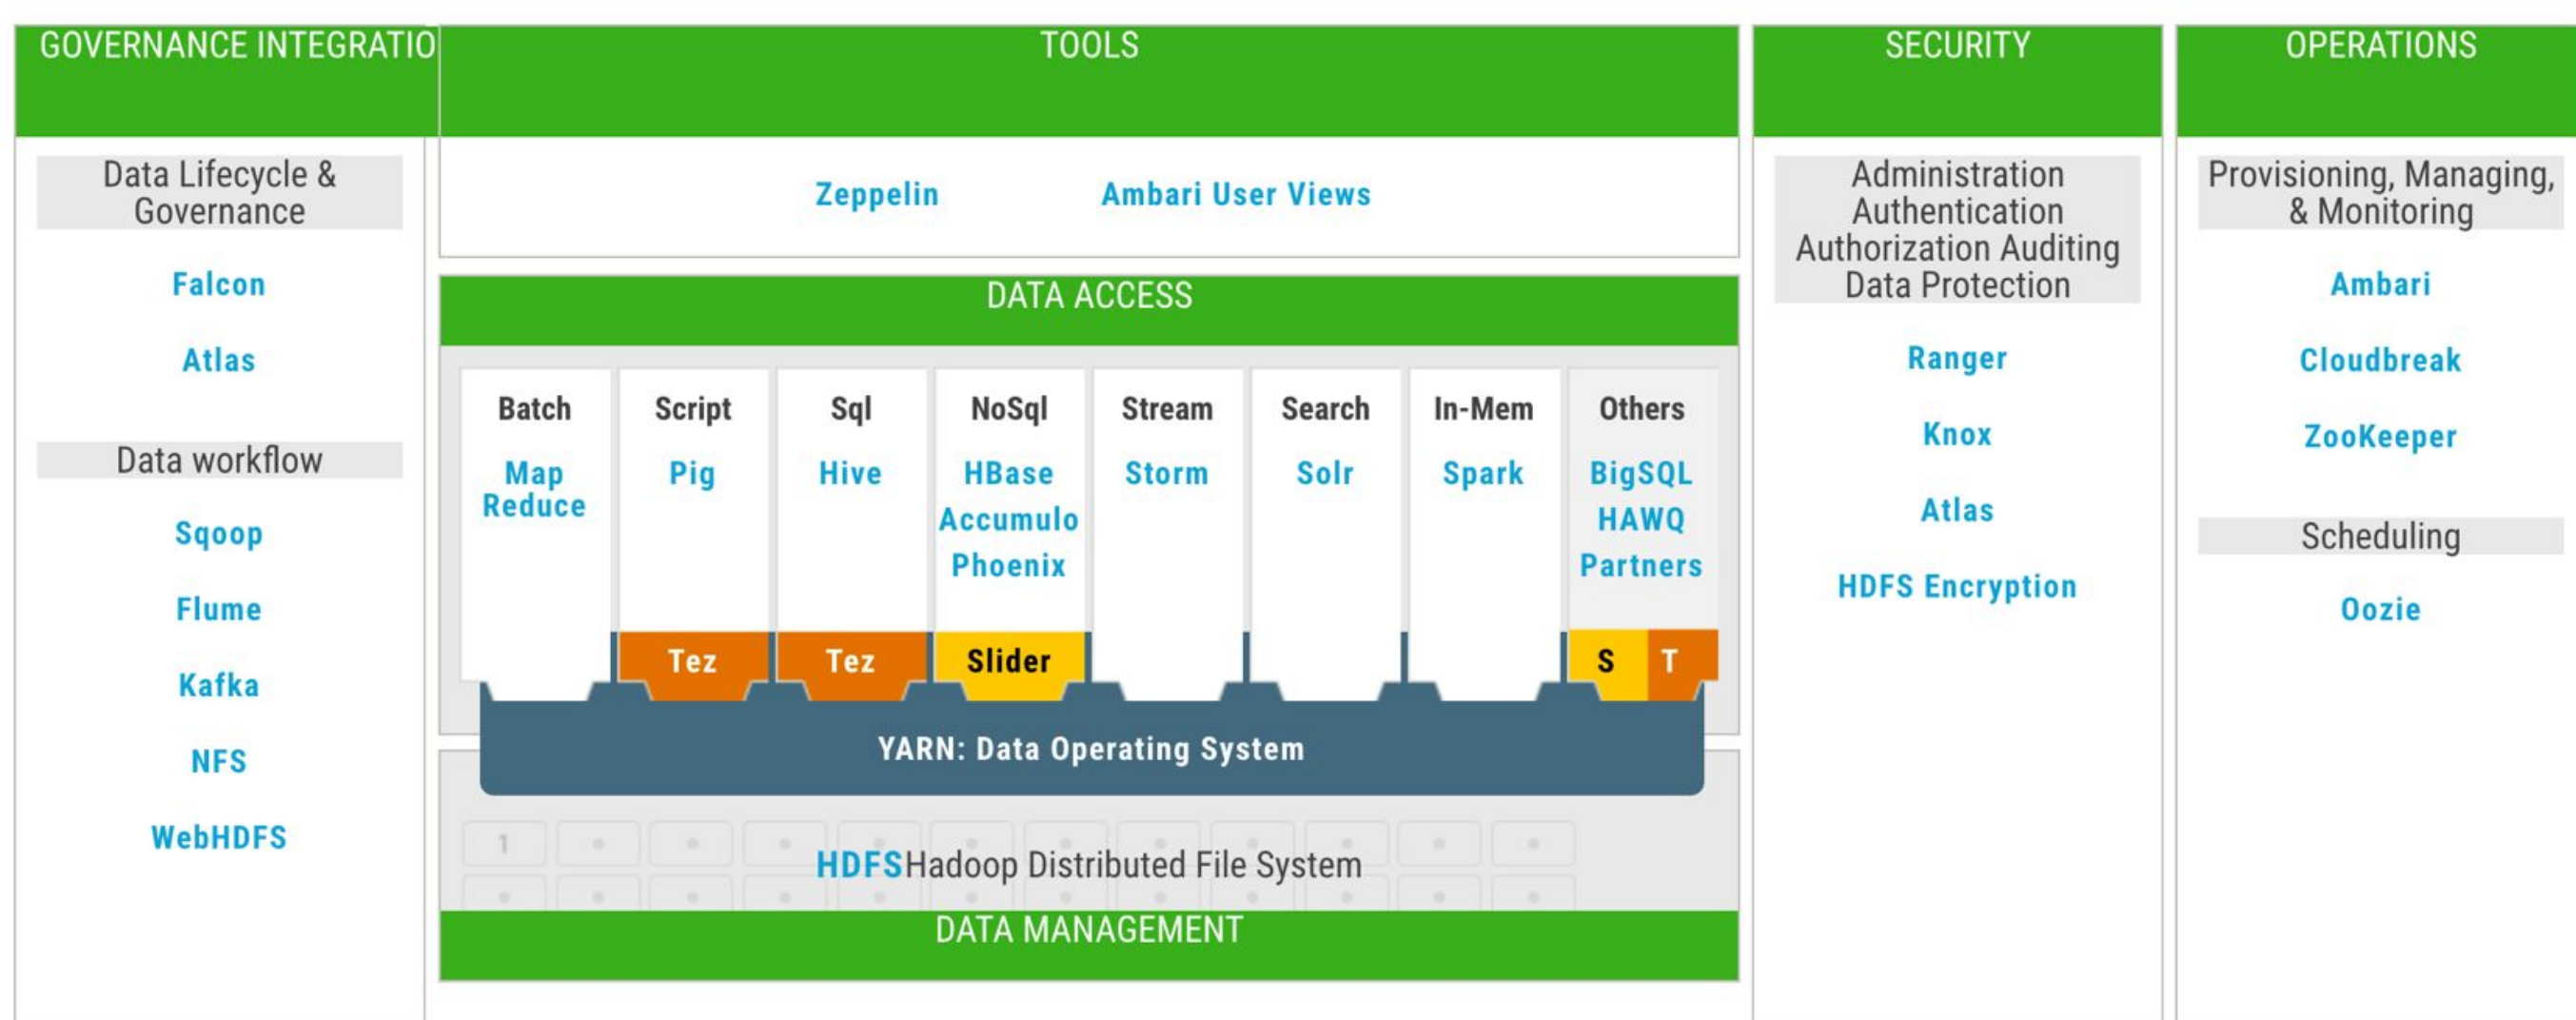 GOVERNANCE INTEGRATIO
Data Lifecycle &
Governance
Falcon
Atlas
Data workflow
Sqoop
Flume
Kafka
NFS
WebHDFS
TOOLS
Zeppelin
Ambari User Views
DATA ACCESS
Batch
Map
Reduce
Script
Pig
Tez
Sql
Hive
Tez
NoSql
HBase
Accumulo
Phoenix
Slider
Stream
Storm
Search
Solr
In-Mem
Spark
Others
BigSQL
HAWQ
Partners
S
T
YARN: Data Operating System
1
HDFSHadoop Distributed File System
DATA MANAGEMENT
SECURITY
Administration
Authentication
Authorization Auditing
Data Protection
Ranger
Knox
Atlas
HDFS Encryption
OPERATIONS
Provisioning, Managing,
& Monitoring
Ambari
Cloudbreak
ZooKeeper
Scheduling
Oozie